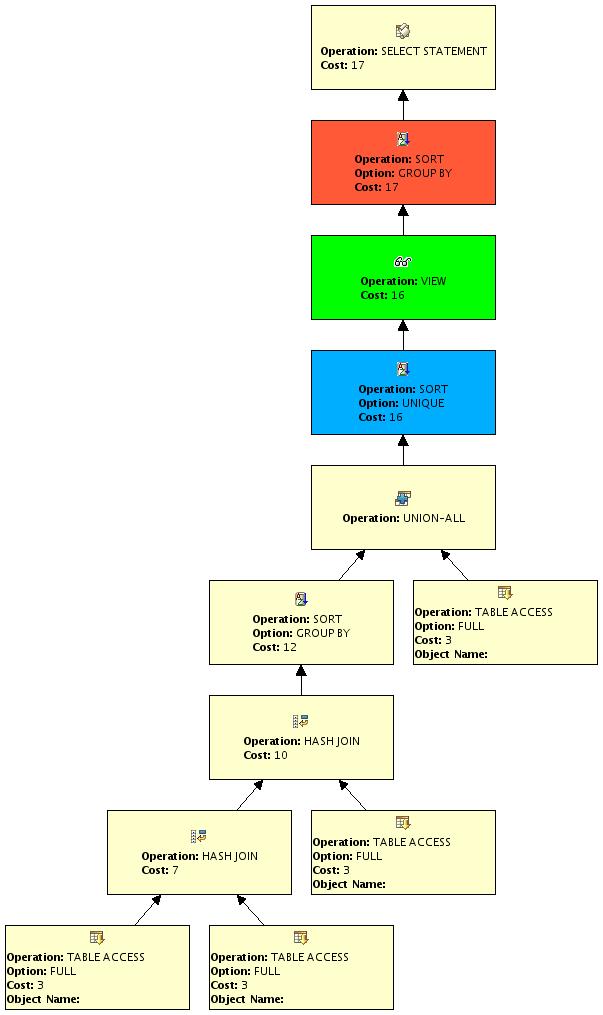 Operation: SELECT STATEMENT
Cost: 17
Operation: SORT
Option: GROUP BY
Cost: 17
Operation: VIEW
Cost: 16
Operation: SORT
Option: UNIQUE
Cost: 16
Operation: UNION-ALL
Operation: SORT
Option: GROUP BY
Cost: 12
Operation: TABLE ACCESS
Option: FULL
Cost: 3
Object Name:
Operation: HASH JOIN
Cost: 10
Operation: HASH JOIN
Cost: 7
Operation: TABLE ACCESS
Option: FULL
Cost: 3
Object Name:
Operation: TABLE ACCESS
Option: FULL
Cost: 3
Object Name:
Operation: TABLE ACCESS
Option: FULL
Cost: 3
Object Name: